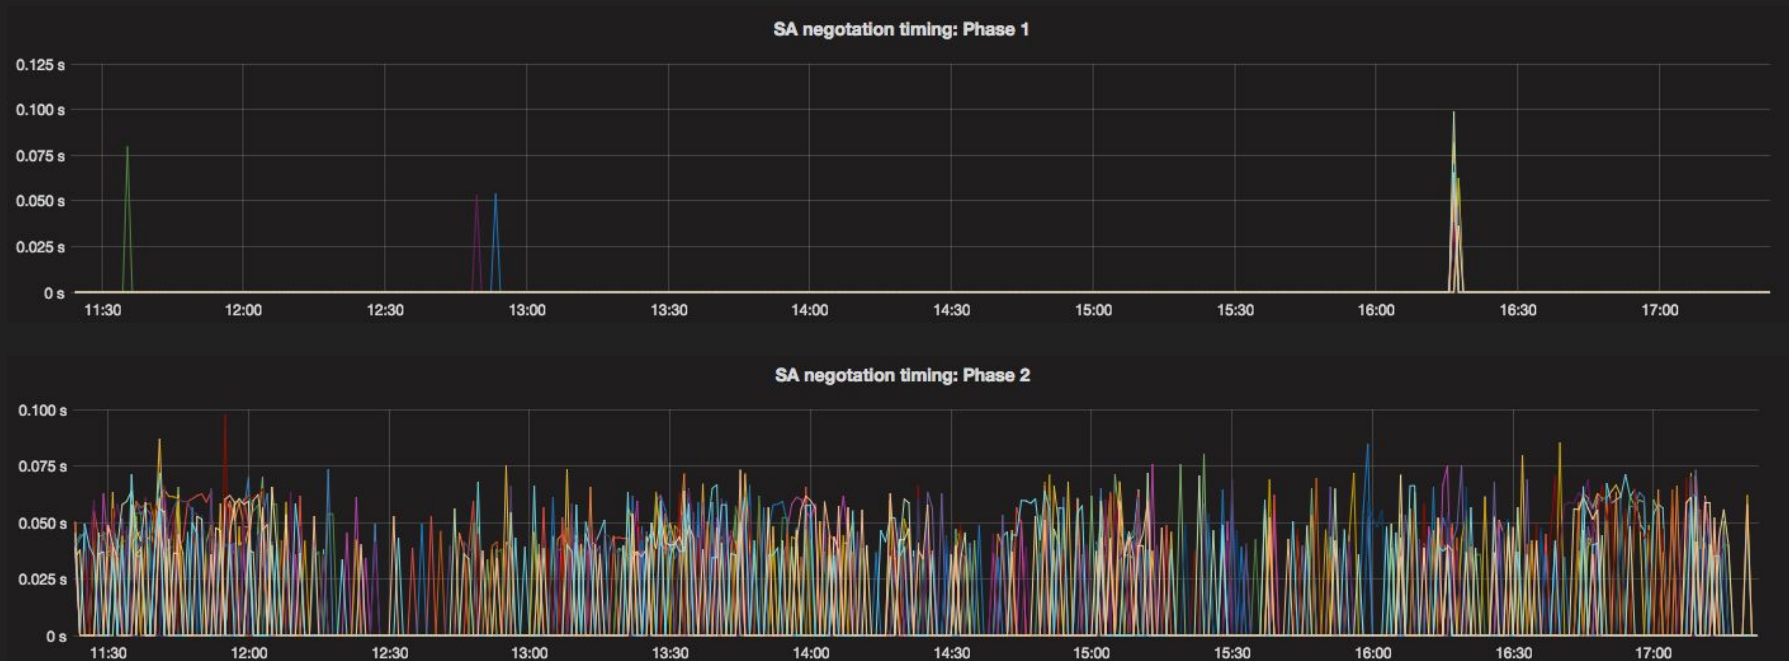 SA negotation timing: Phase 1
0.125 s
0.100 s
0.075 s
0.050 s
0.025 s
0 s
11:30 12:00 12:30 13:00 13:30 14:00 14:30 15:00 15:30 16:00 16:30 17:00
SA negotation timing: Phase 2
0.100 s
0.075 s
0.050 s
0.025 s
0 s
11:30 12:00 12:30 13:00 13:30 14:00 14:30 15:00 15:30 16:00 16:30 17:00